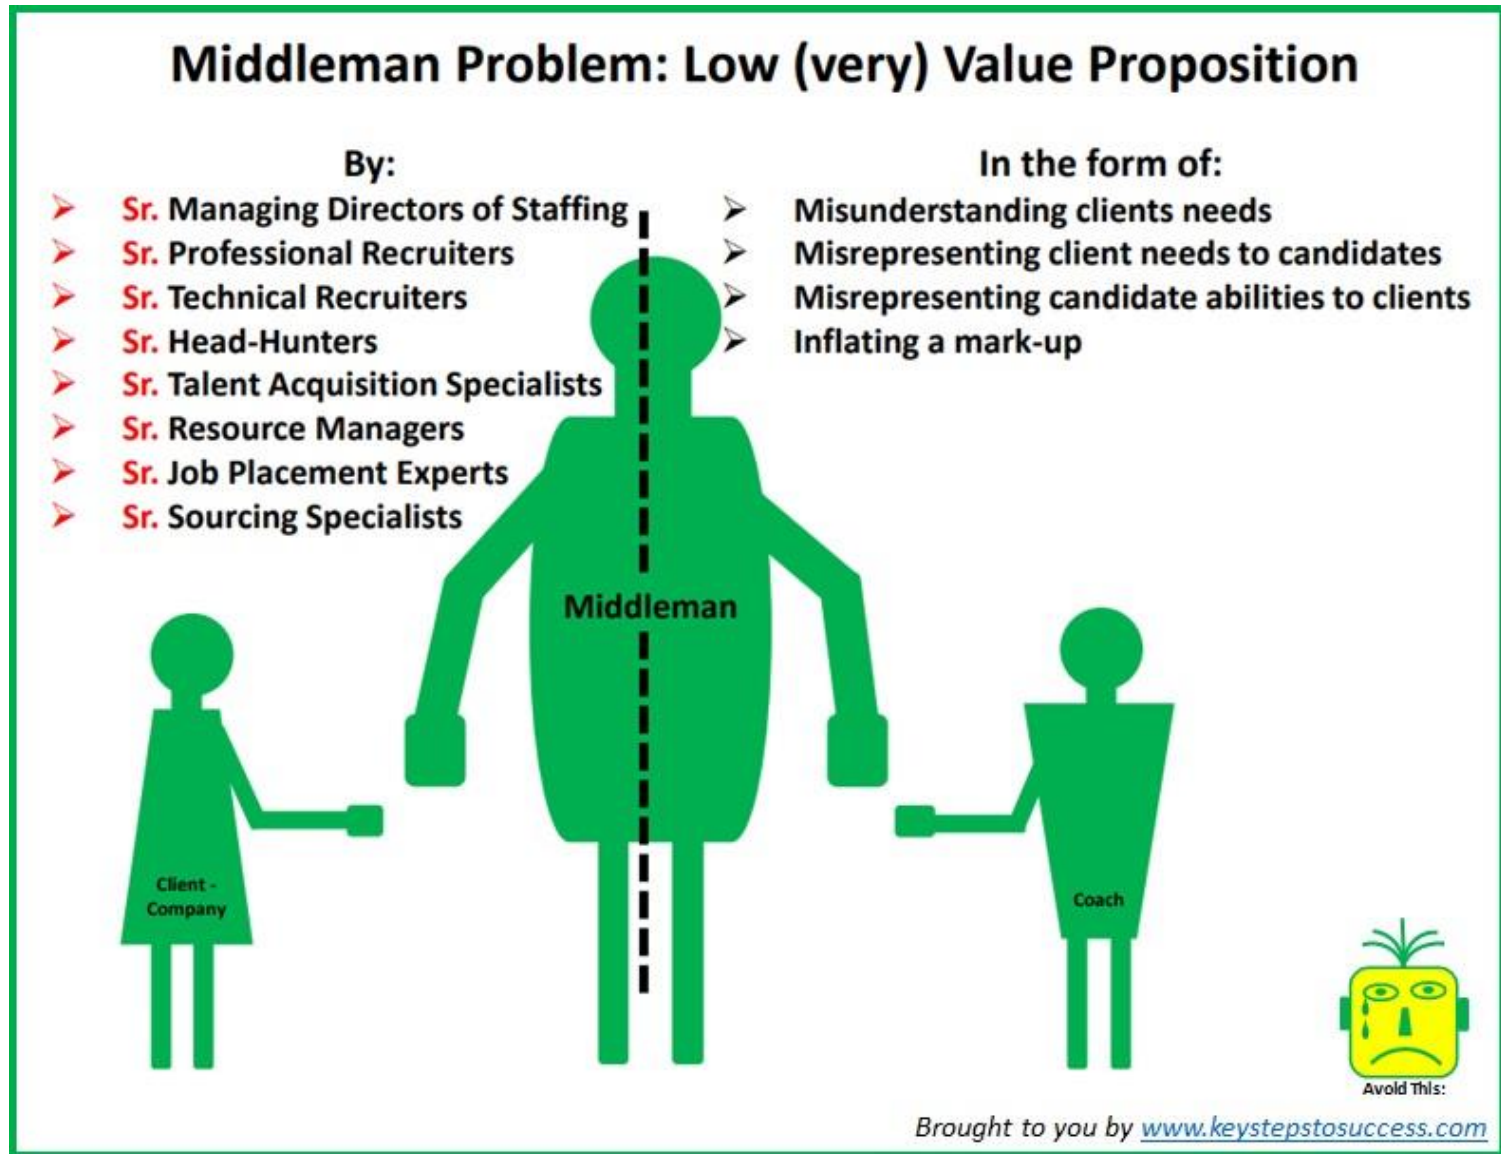 Middleman Problem: Low (very) Value Proposition
By:
Sr. Managing Directors of Staffing
Sr. Professional Recruiters
Sr. Technical Recruiters
Sr. Head-Hunters
Sr. Talent Acquisition Specialists
Sr. Resource Managers
Sr. Job Placement Experts
Sr. Sourcing Specialists
In the form of:
Misunderstanding clients needs
Misrepresenting client needs to candidates
Misrepresenting candidate abilities to clients
Inflating a mark-up
Middleman
Client -
Company
Coach
Avoid This:
Brought to you by www.keystepstosuccess.com